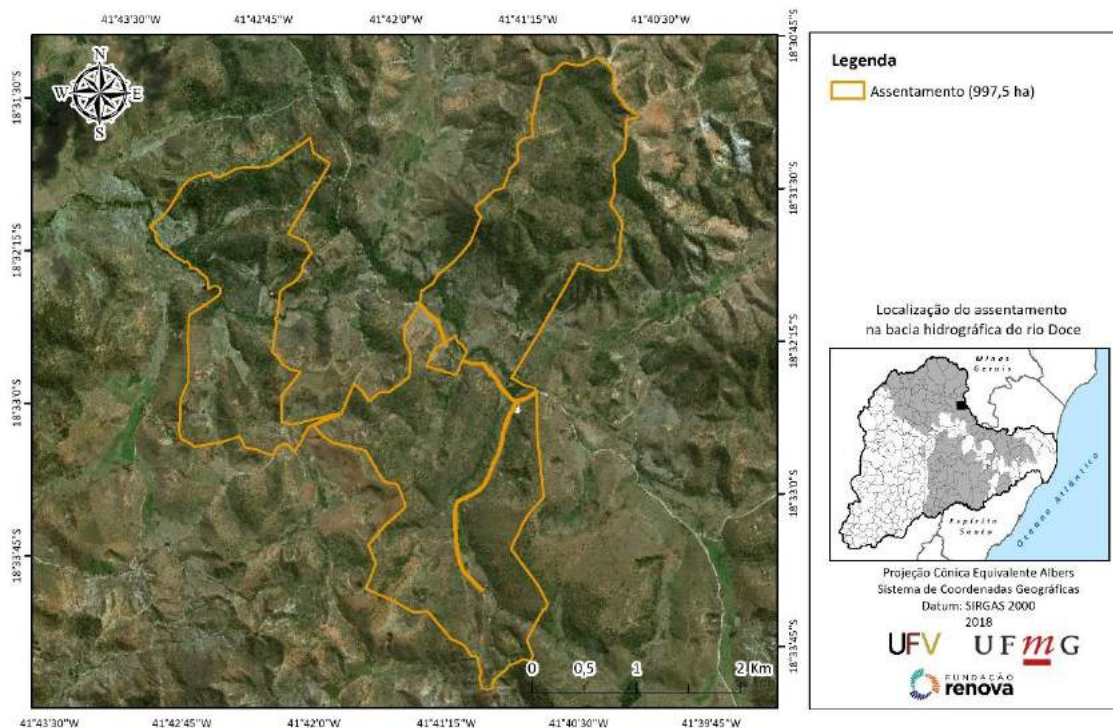 41°43'30"W 41°42'45"W 41°42'0"W 41°41'15"W 41°40'30"W
18°30'45"S
18°31'30"S
18°31'30"S
18°32'15"S
18°32'15"S
18°33'0"S
18°33'0"S
18°33'45"S
18°33'45"S
N
W E
S
0 0,5 1 2 Km
41°43'30"W 41°42'45"W 41°42'0"W 41°41'15"W 41°40'30"W 41°39'45"W
Legenda
Assentamento (997,5 ha)
Localização do assentamento
na bacia hidrográfica do rio Doce
Minas
Gerais
Espírito
Santo
Oceano Atlântico
Projeção Cônica Equivalente Albers
Sistema de Coordenadas Geográficas
Datum: SIRGAS 2000
2018
UFV UFmG
FUNDAÇÃO
renova